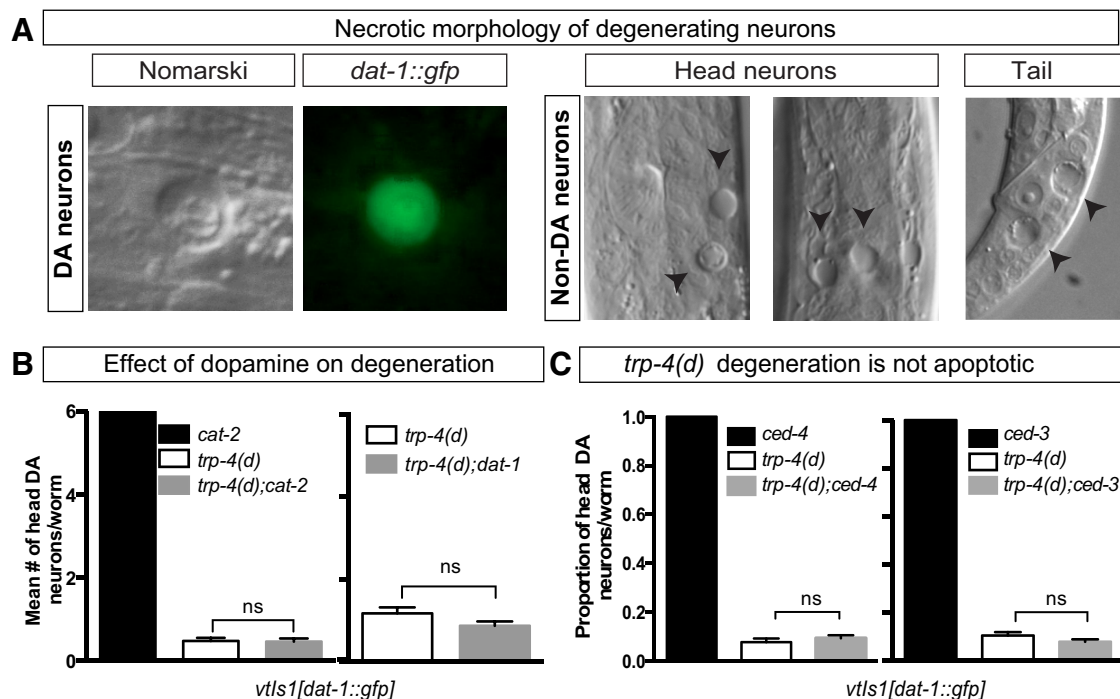 A
Necrotic morphology of degenerating neurons
Nomarski
dat-1::gfp
Head neurons
Tail
DA neurons
Non-DA neurons
B
Effect of dopamine on degeneration
Mean # of head DA
neurons/worm
6
4
2
0
cat-2
trp-4(d)
trp-4(d);cat-2
ns
trp-4(d)
trp-4(d);dat-1
ns
vtIs1[dat-1::gfp]
C
trp-4(d) degeneration is not apoptotic
Proportion of head DA
neurons/worm
1.0
0.8
0.6
0.4
0.2
0.0
ced-4
trp-4(d)
trp-4(d);ced-4
ns
ced-3
trp-4(d)
trp-4(d);ced-3
ns
vtIs1[dat-1::gfp]